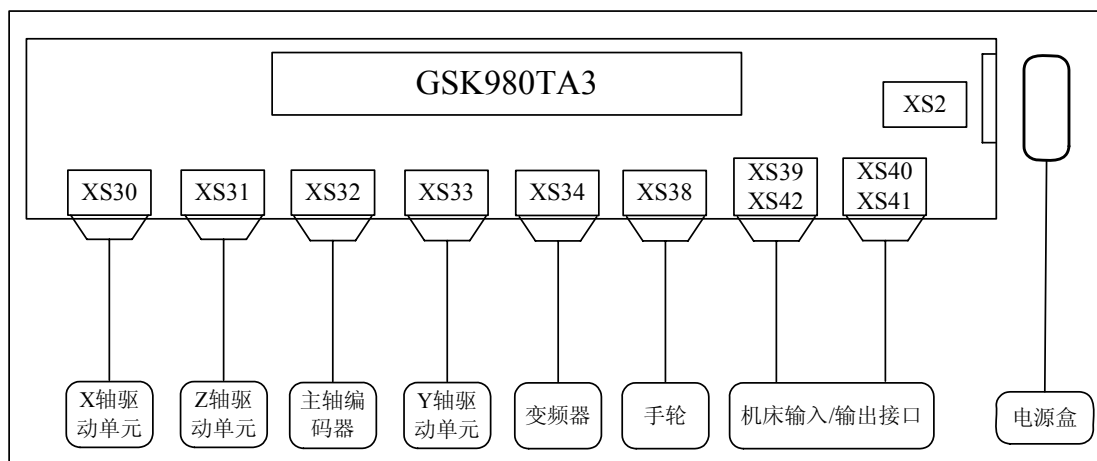 GSK980TA3
XS2
XS30
XS31
XS32
XS33
XS34
XS38
XS39
XS42
XS40
XS41
X轴驱
动单元
Z轴驱
动单元
主轴编
码器
Y轴驱
动单元
变频器
手轮
机床输入/输出接口
电源盒